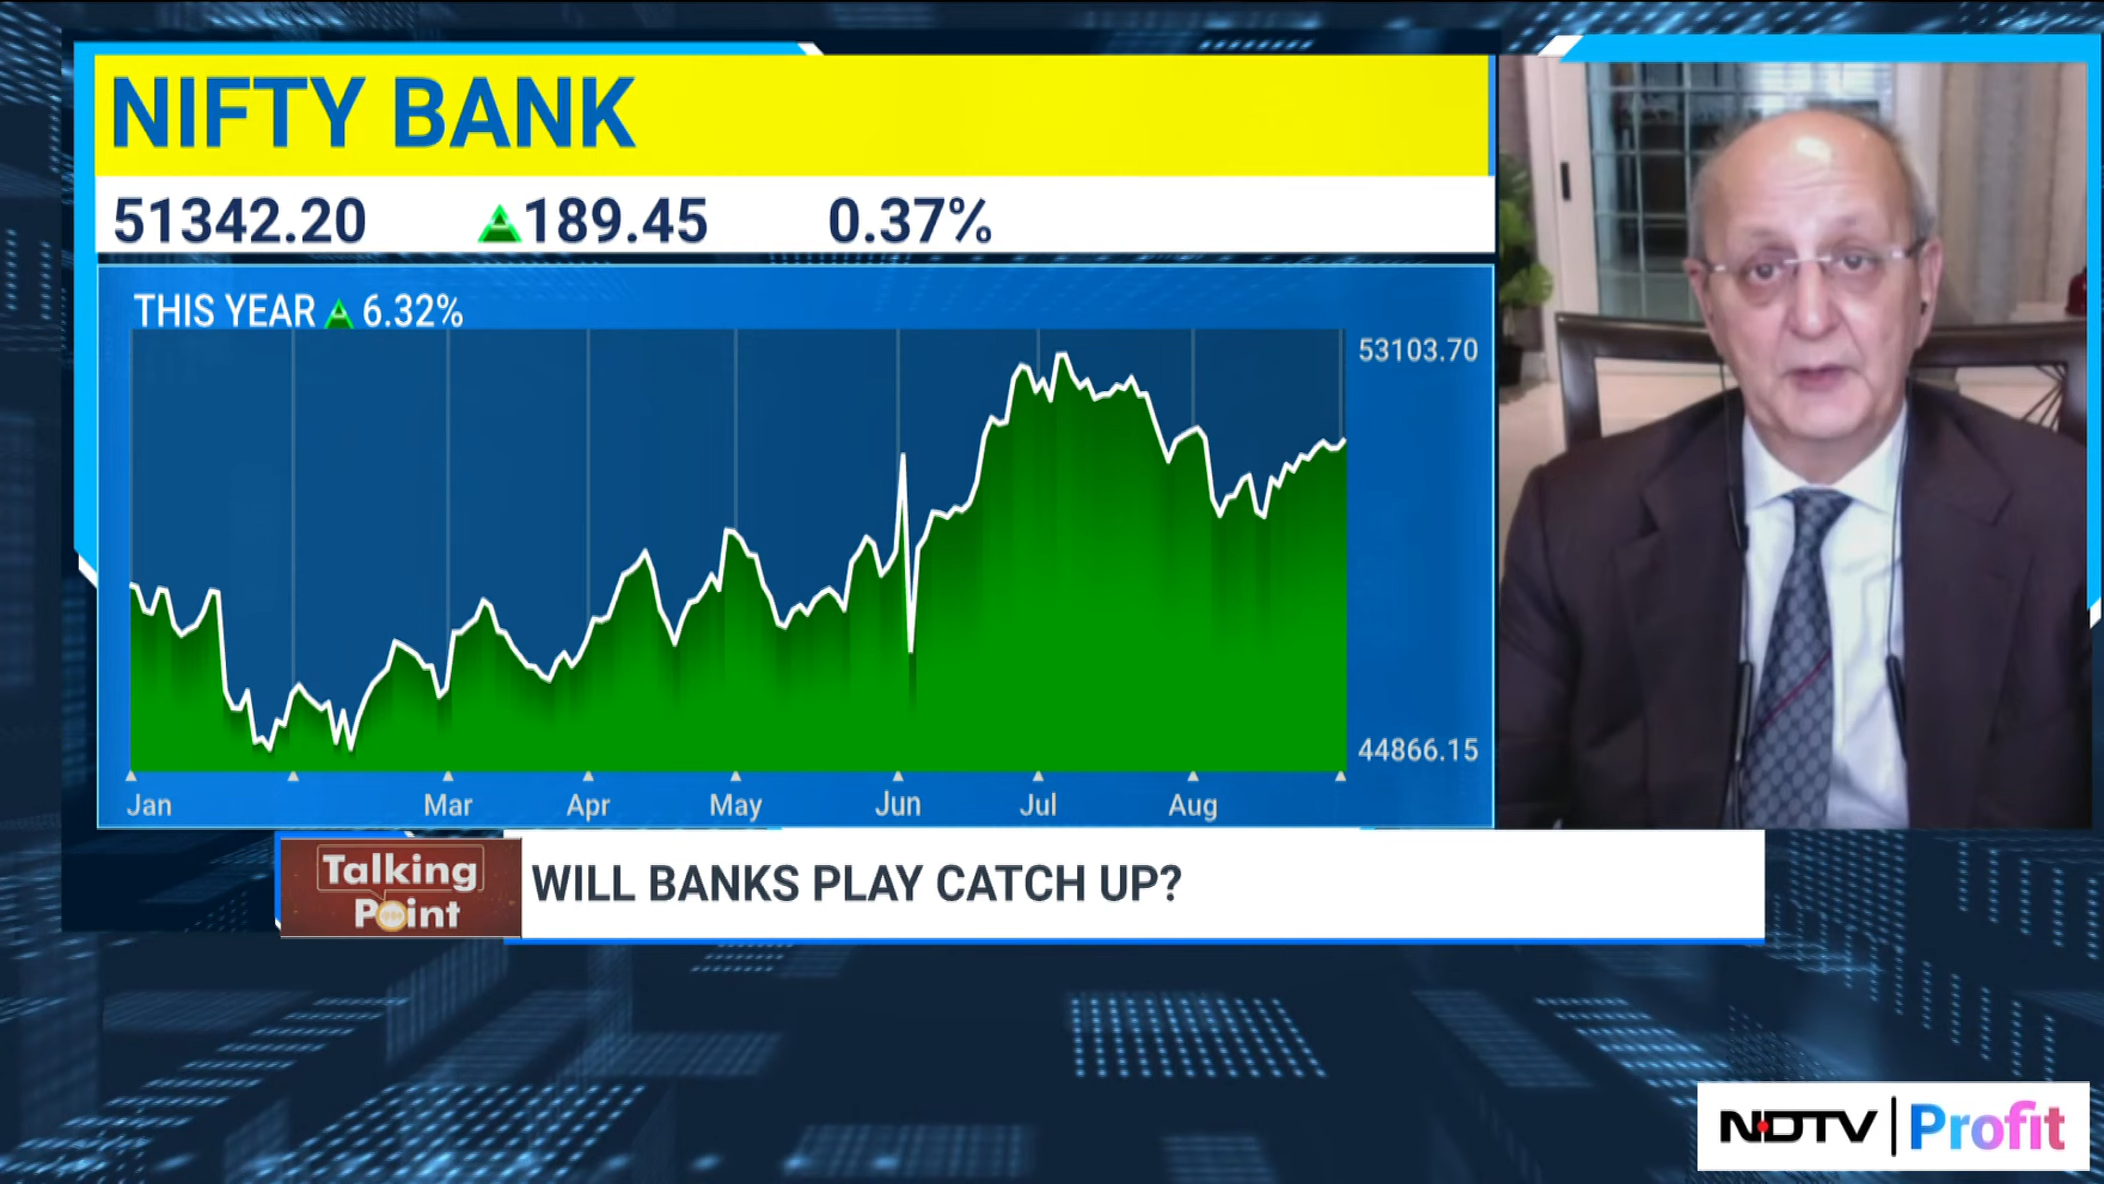 NIFTY BANK
51342.20 189.45 0.37%
THIS YEAR 6.32%
53103.70
44866.15
Jan Mar Apr May Jun Jul Aug
Talking
Point
WILL BANKS PLAY CATCH UP?
NDTV Profit